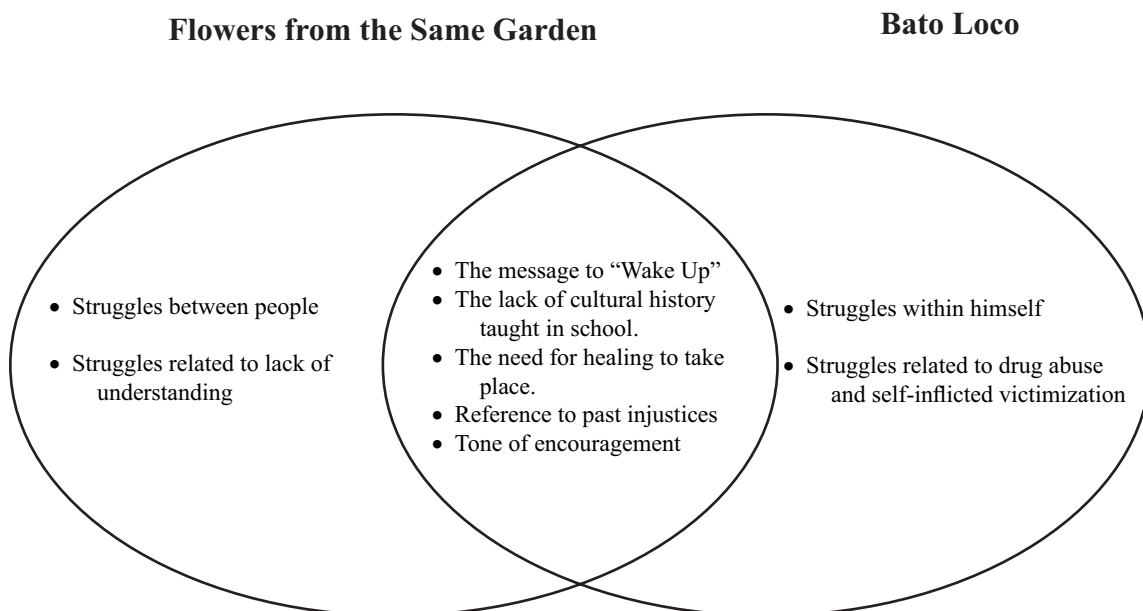 Flowers from the Same Garden
Bato Loco
• Struggles between people
• Struggles related to lack of
understanding
• The message to “Wake Up”
• The lack of cultural history
taught in school.
• The need for healing to take
place.
• Reference to past injustices
• Tone of encouragement
• Struggles within himself
• Struggles related to drug abuse
and self-inflicted victimization